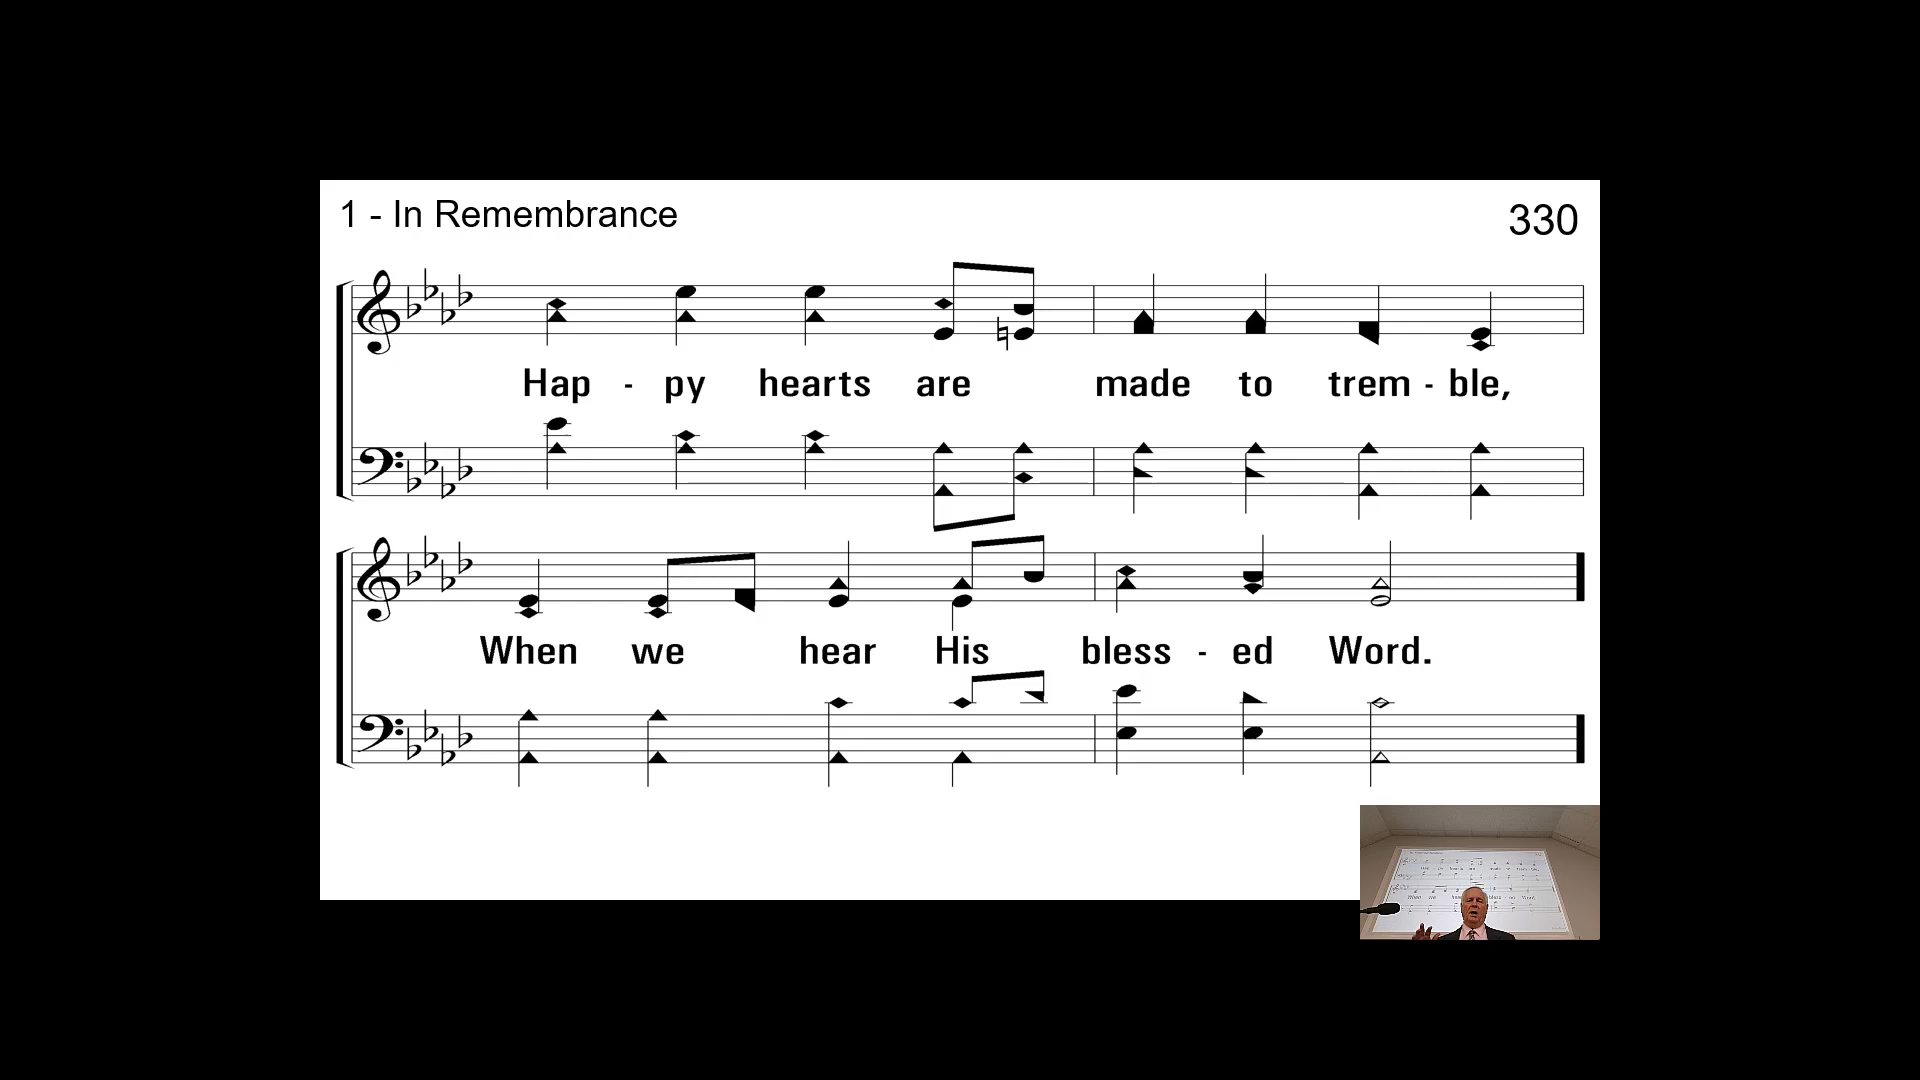 1 - In Remembrance
330
Hap - py hearts are made to trem - ble,
When we hear His bless - ed Word.